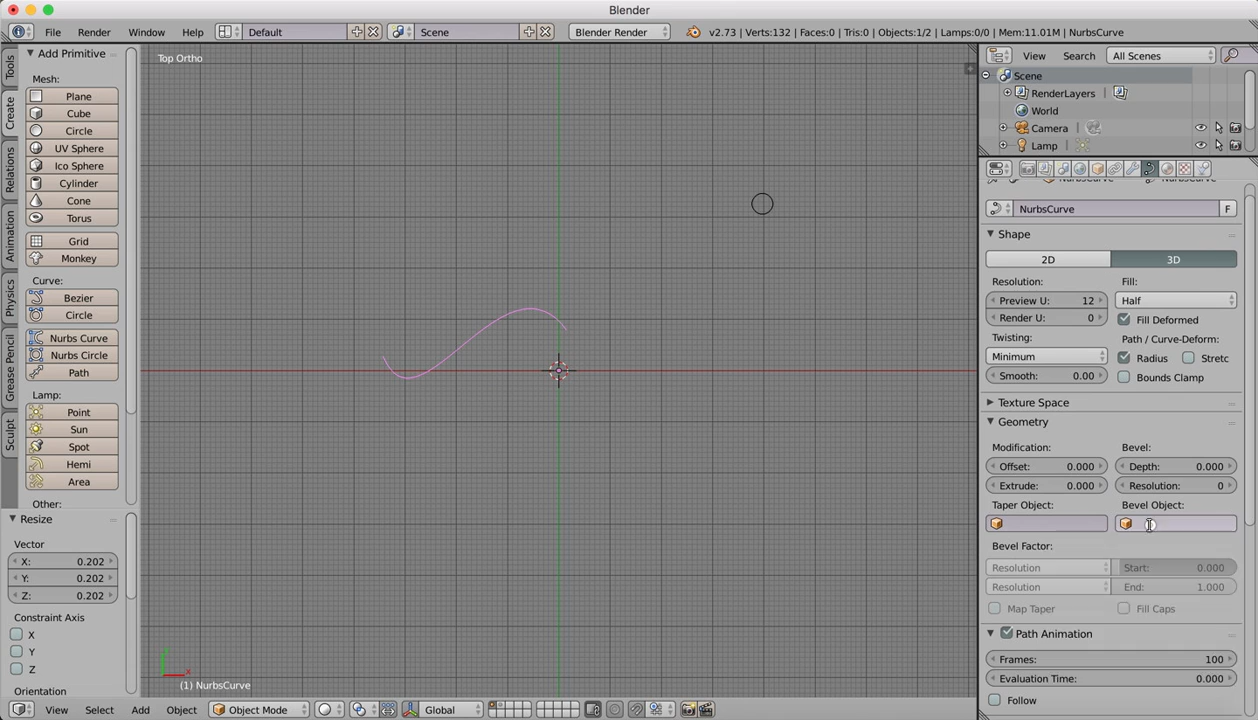 Blender
File Render Window Help Default Scene Blender Render v2.73 | Verts:132 | Faces:0 | Tris:0 | Objects:1/2 | Lamps:0/0 | Mem:11.01M | NurbsCurve
Tools
Create
Relations
Animation
Physics
Grease Pencil
Sculpt
Add Primitive
Mesh:
Plane
Cube
Circle
UV Sphere
Ico Sphere
Cylinder
Cone
Torus
Grid
Monkey
Curve:
Bezier
Circle
Nurbs Curve
Nurbs Circle
Path
Lamp:
Point
Sun
Spot
Hemi
Area
Other:
Resize
Vector
X: 0.202
Y: 0.202
Z: 0.202
Constraint Axis
X
Y
Z
Orientation
Top Ortho
(1) NurbsCurve
View Select Add Object Object Mode Global
View Search All Scenes
Scene
RenderLayers |
World
Camera |
Lamp |
NurbsCurve NurbsCurve
NurbsCurve F
Shape
2D 3D
Resolution: Fill:
Preview U: 12 Half
Render U: 0 Fill Deformed
Twisting: Path / Curve-Deform:
Minimum Radius Stretc
Smooth: 0.00 Bounds Clamp
Texture Space
Geometry
Modification: Bevel:
Offset: 0.000 Depth: 0.000
Extrude: 0.000 Resolution: 0
Taper Object: Bevel Object:
Bevel Factor:
Resolution Start: 0.000
Resolution End: 1.000
Map Taper Fill Caps
Path Animation
Frames: 100
Evaluation Time: 0.000
Follow